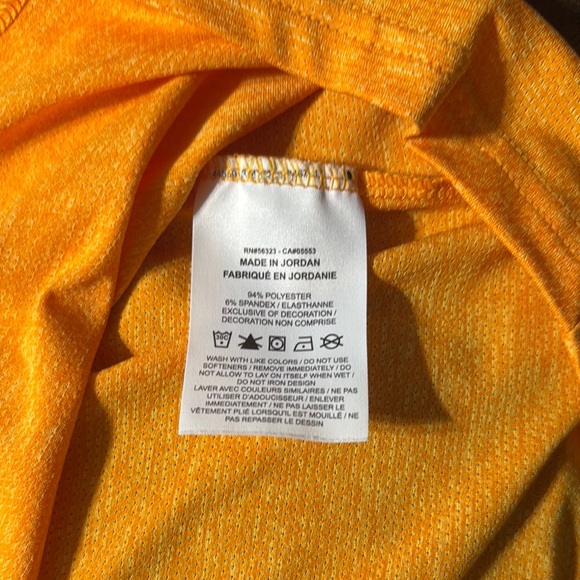 RN#56323 - CA#05553
MADE IN JORDAN
FABRIQUÉ EN JORDANIE
94% POLYESTER
6% SPANDEX / ELASTHANNE
EXCLUSIVE OF DECORATION /
DECORATION NON COMPRISE
30C
WASH WITH LIKE COLORS / DO NOT USE
SOFTENERS / REMOVE IMMEDIATELY / DO
NOT ALLOW TO LAY ON ITSELF WHEN WET /
DO NOT IRON DESIGN
LAVER AVEC COULEURS SIMILAIRES / NE PAS
UTILISER D'ADOUCISSEUR / ENLEVER
IMMÉDIATEMENT / NE PAS LAISSER LE
VÊTEMENT PLIÉ LORSQU'IL EST MOUILLÉ / NE
PAS REPASSER LE DESSIN